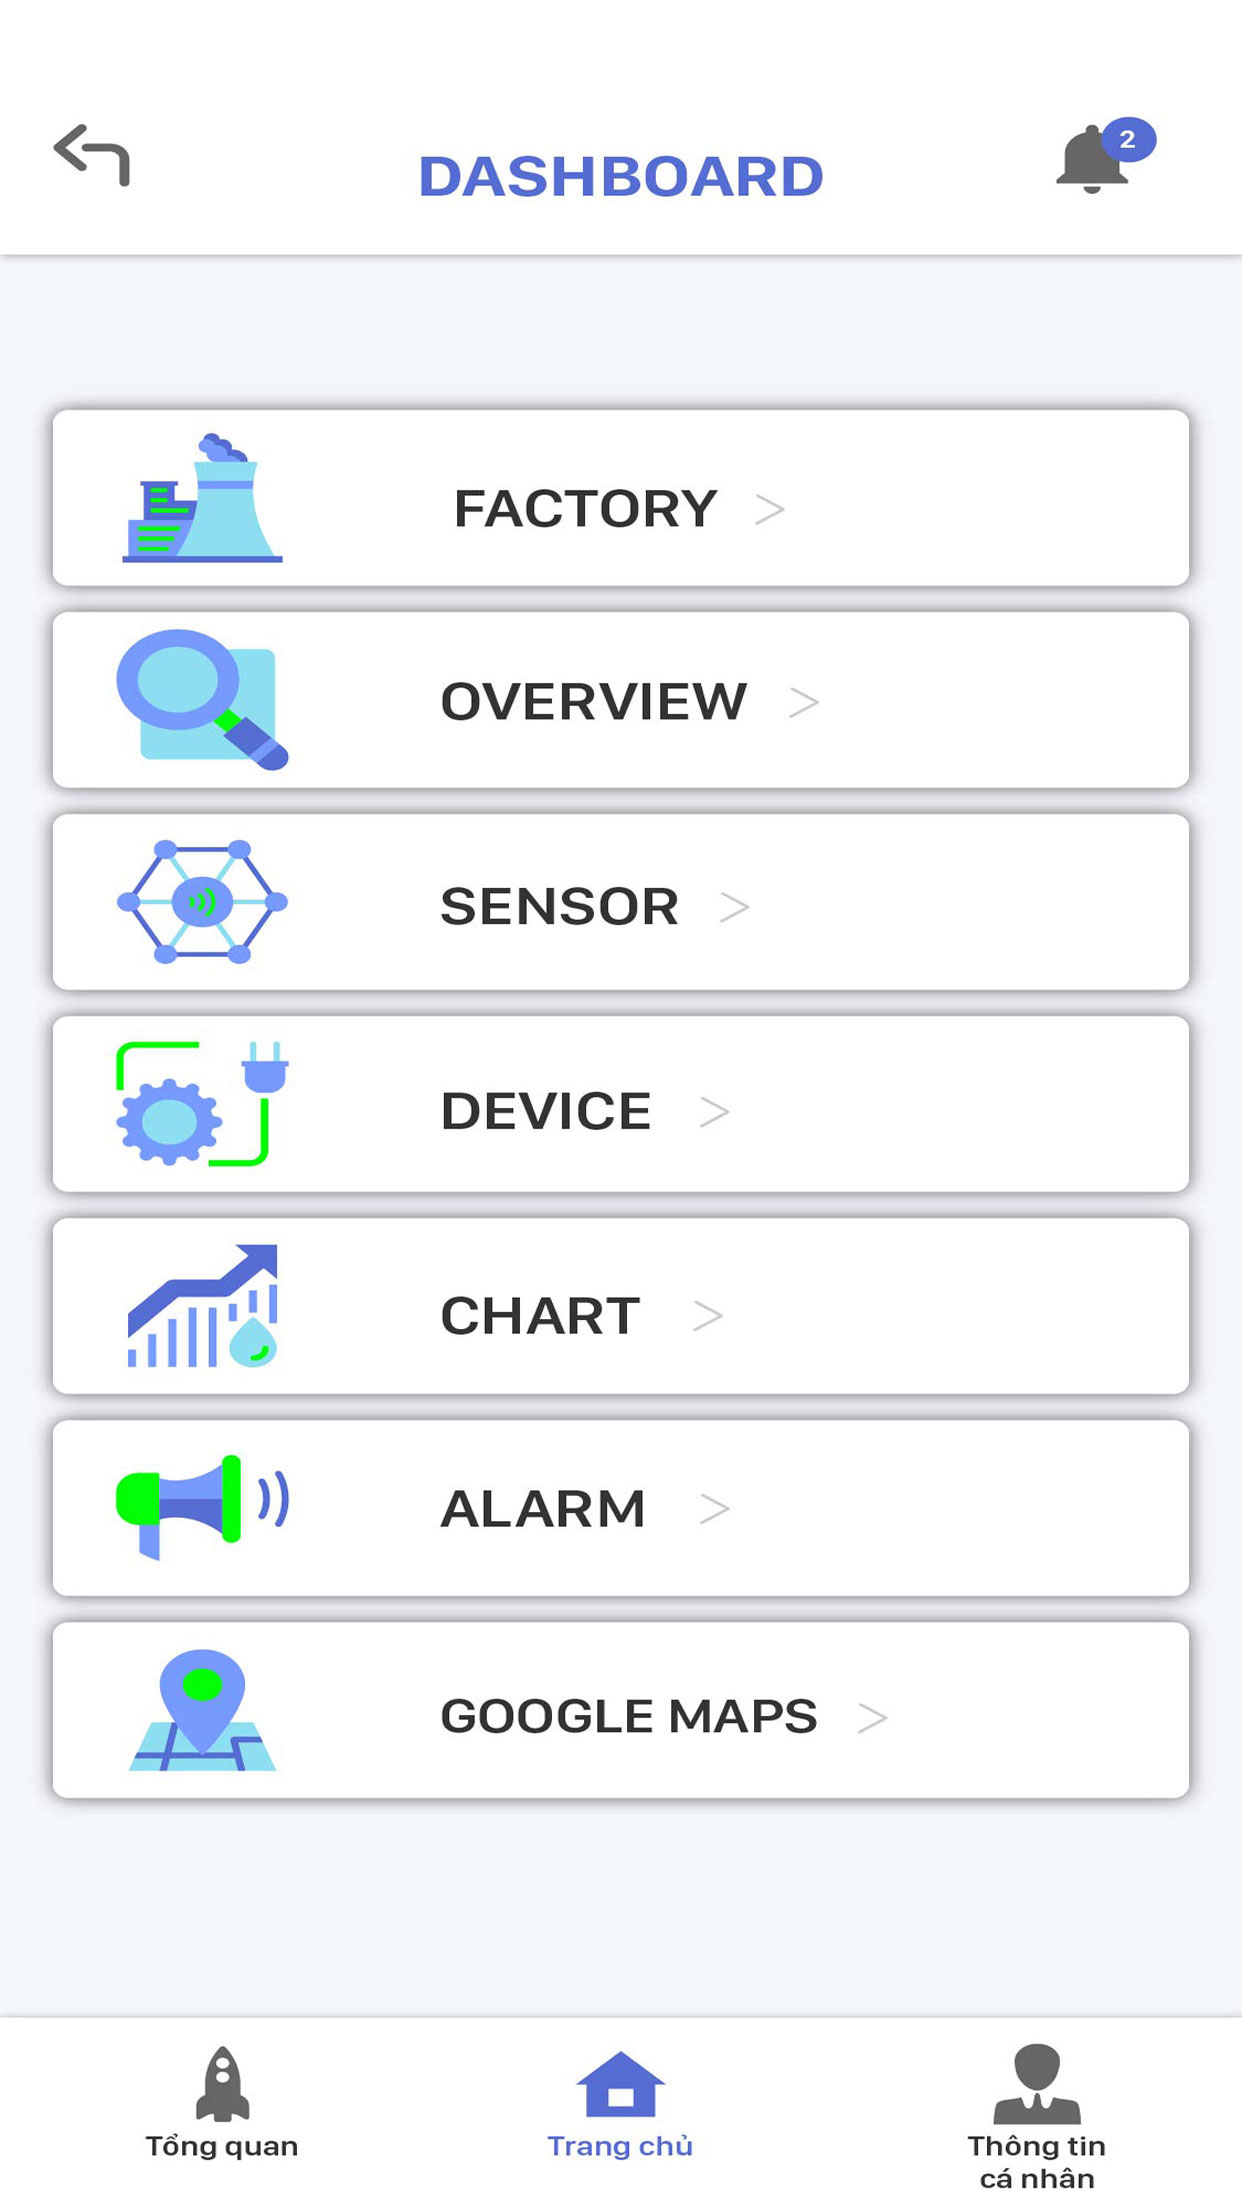 DASHBOARD
2
FACTORY >
OVERVIEW >
SENSOR >
DEVICE >
CHART >
ALARM >
GOOGLE MAPS >
Tổng quan
Trang chủ
Thông tin
cá nhân